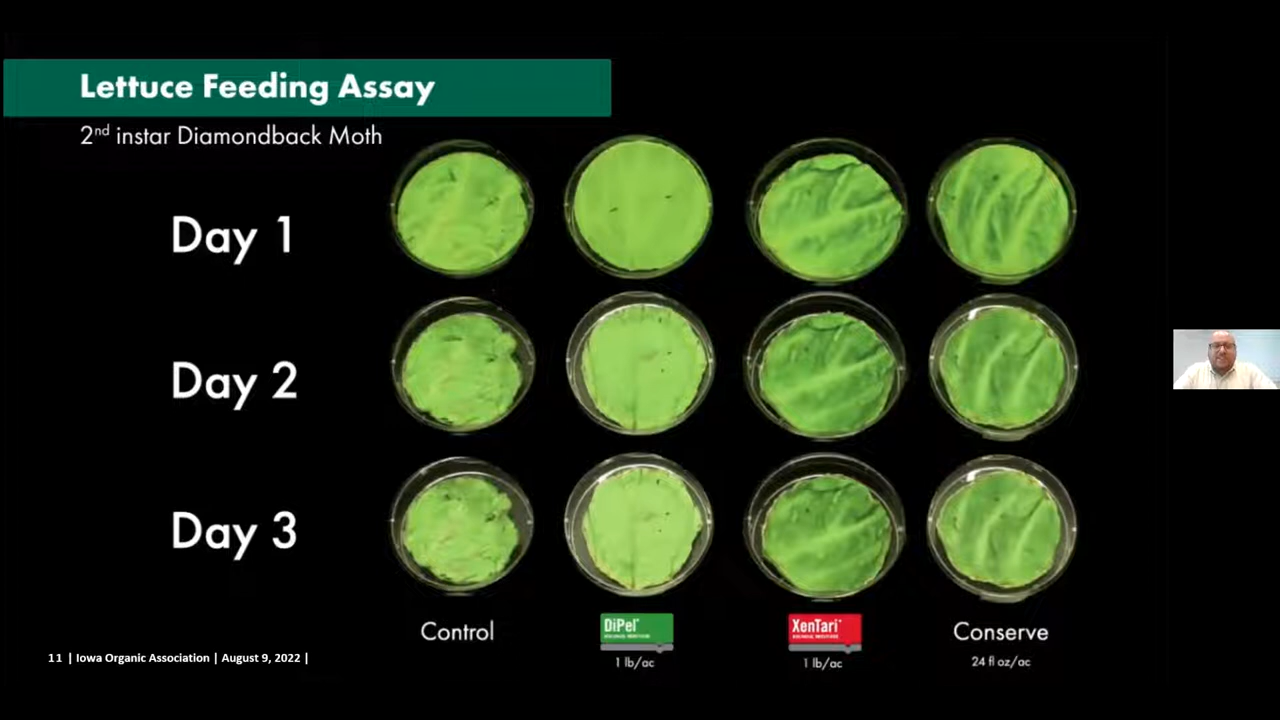 Lettuce Feeding Assay
2nd instar Diamondback Moth
Day 1
Day 2
Day 3
Control
DiPel
1 lb/ac
XenTari
1 lb/ac
Conserve
24 fl oz/ac
11 | Iowa Organic Association | August 9, 2022 |